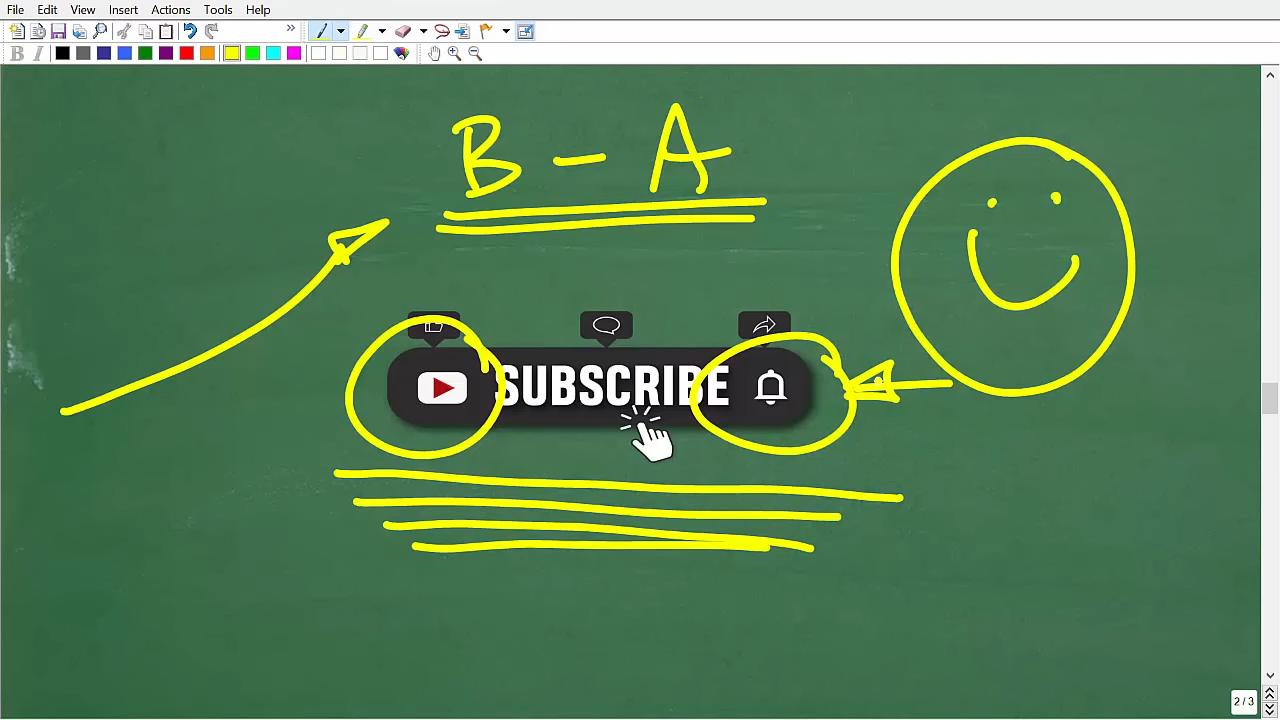 File Edit View Insert Actions Tools Help
B I
B - A
SUBSCRIBE
2 / 3